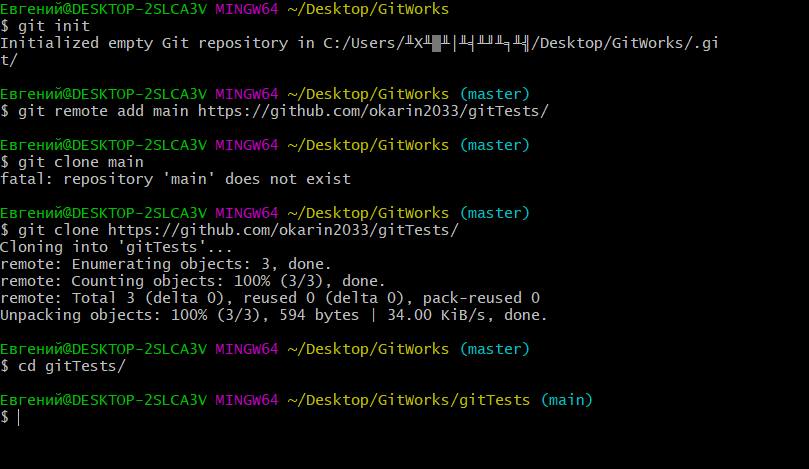 Евгений@DESKTOP-2SLCA3V MINGW64 ~/Desktop/GitWorks
$ git init
Initialized empty Git repository in C:/Users/ /Desktop/GitWorks/.gi
t/
Евгений@DESKTOP-2SLCA3V MINGW64 ~/Desktop/GitWorks (master)
$ git remote add main https://github.com/okarin2033/gitTests/
Евгений@DESKTOP-2SLCA3V MINGW64 ~/Desktop/GitWorks (master)
$ git clone main
fatal: repository 'main' does not exist
Евгений@DESKTOP-2SLCA3V MINGW64 ~/Desktop/GitWorks (master)
$ git clone https://github.com/okarin2033/gitTests/
Cloning into 'gitTests'...
remote: Enumerating objects: 3, done.
remote: Counting objects: 100% (3/3), done.
remote: Total 3 (delta 0), reused 0 (delta 0), pack-reused 0
Unpacking objects: 100% (3/3), 594 bytes | 34.00 KiB/s, done.
Евгений@DESKTOP-2SLCA3V MINGW64 ~/Desktop/GitWorks (master)
$ cd gitTests/
Евгений@DESKTOP-2SLCA3V MINGW64 ~/Desktop/GitWorks/gitTests (main)
$